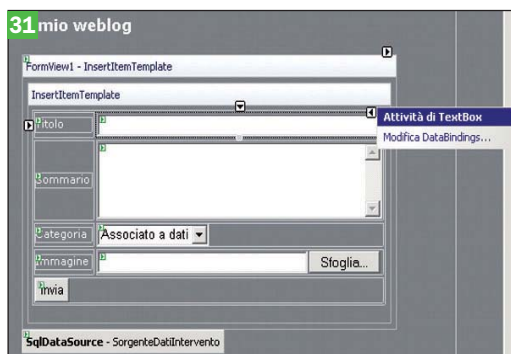 31 mio weblog
FormView1 - InsertItemTemplate
InsertItemTemplate
Titolo
Attività di TextBox
Modifica DataBindings...
Sommario
Categoria Associato a dati
Immagine Sfoglia...
Invia
SqlDataSource - SorgenteDatiIntervento